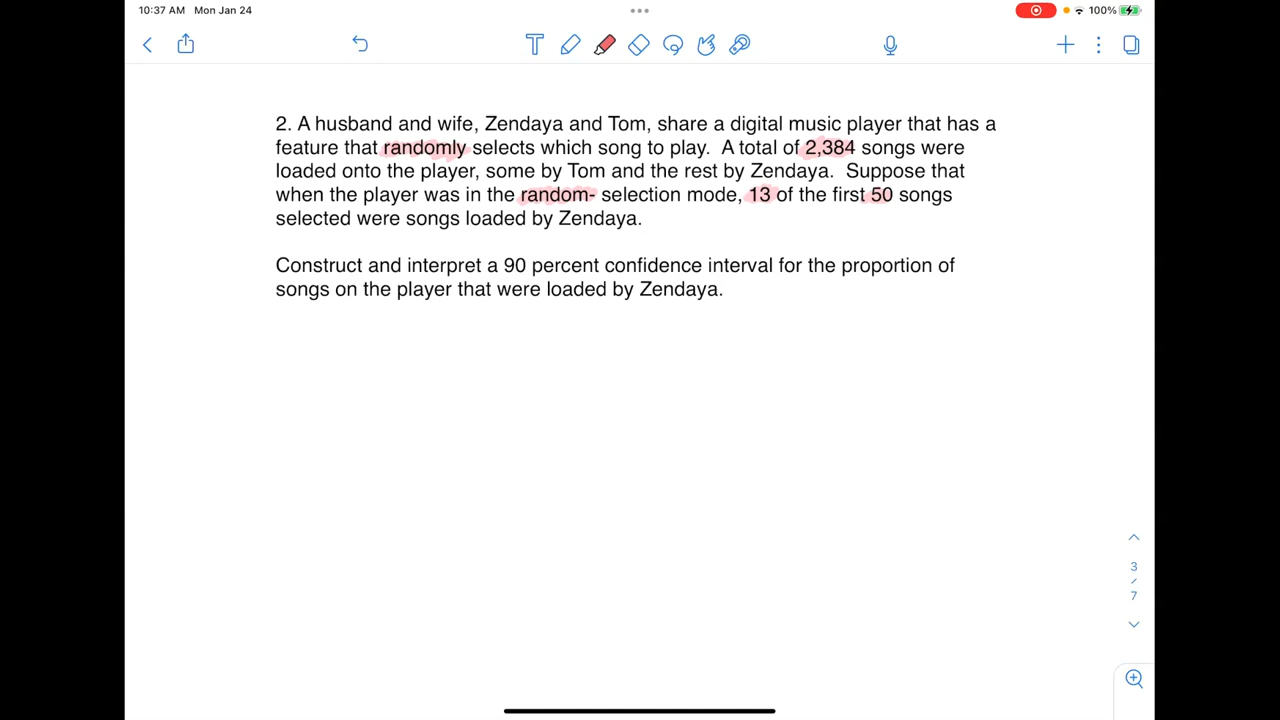 10:37 AM Mon Jan 24
100%
2. A husband and wife, Zendaya and Tom, share a digital music player that has a
feature that randomly selects which song to play. A total of 2,384 songs were
loaded onto the player, some by Tom and the rest by Zendaya. Suppose that
when the player was in the random- selection mode, 13 of the first 50 songs
selected were songs loaded by Zendaya.
Construct and interpret a 90 percent confidence interval for the proportion of
songs on the player that were loaded by Zendaya.
3
/
7